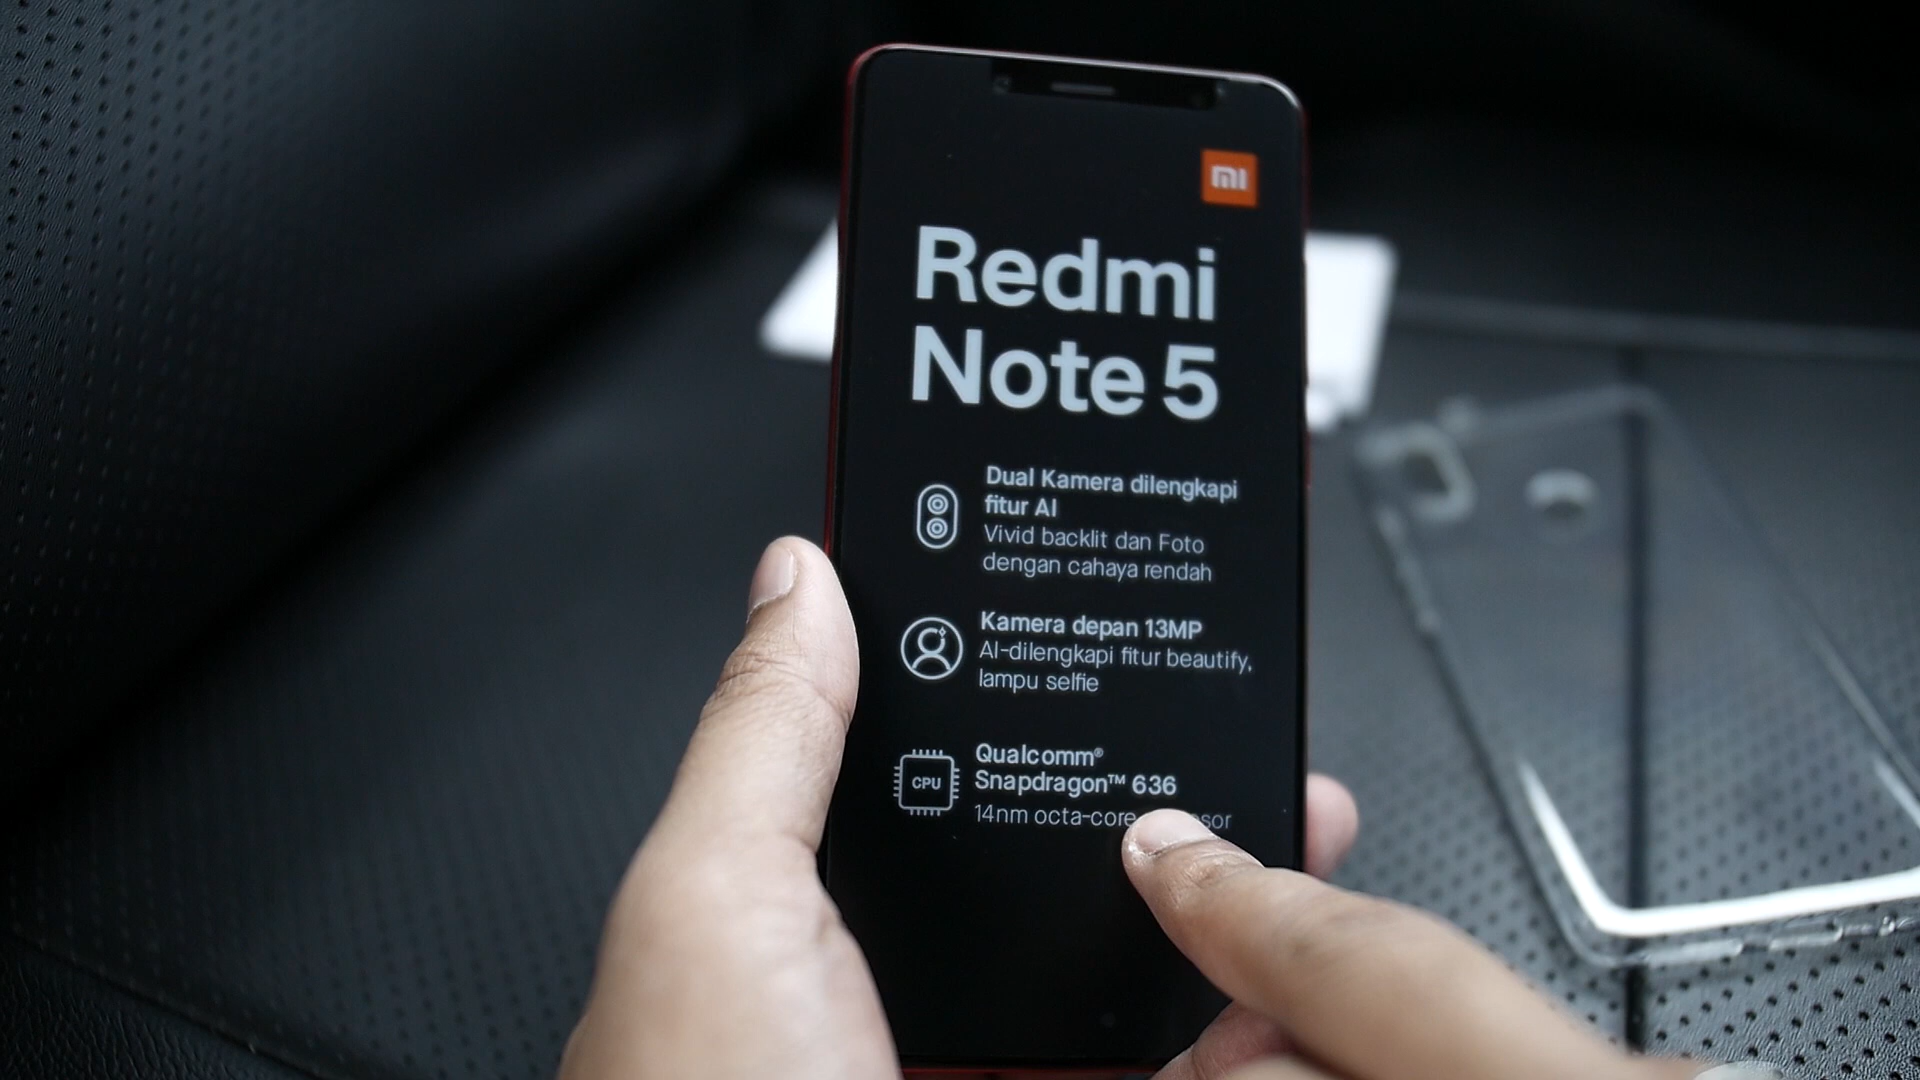 mi
Redmi
Note 5
Dual Kamera dilengkapi
fitur AI
Vivid backlit dan Foto
dengan cahaya rendah
Kamera depan 13MP
AI-dilengkapi fitur beautify,
lampu selfie
CPU
Qualcomm®
Snapdragon™ 636
14nm octa-core